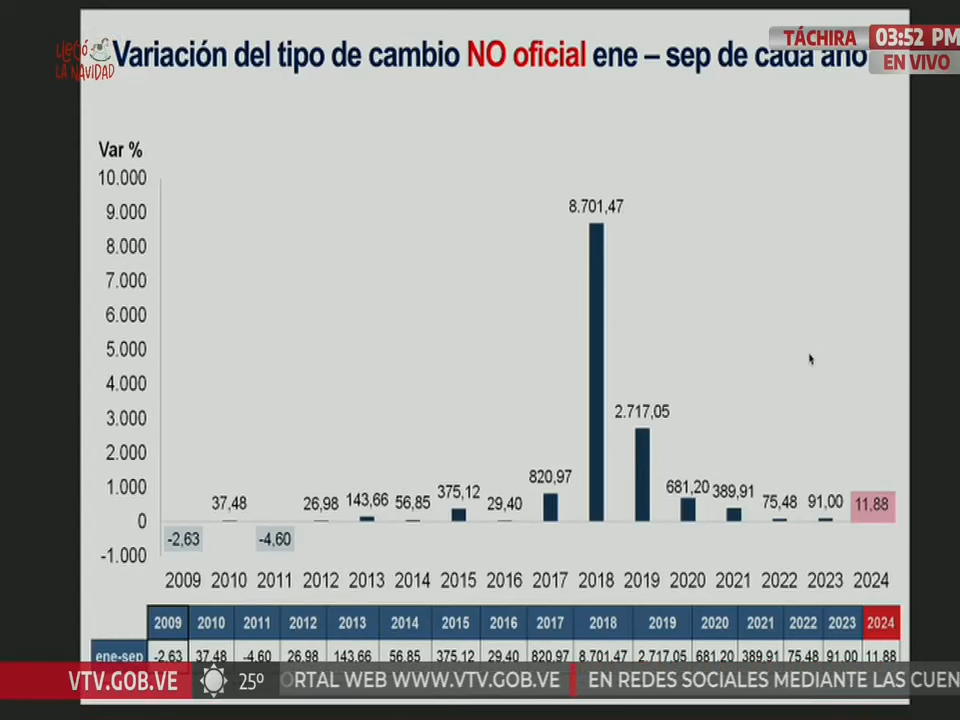 LLEGÓ
LA NAVIDAD
Variación del tipo de cambio NO oficial ene – sep de cada año
TÁCHIRA 03:52 PM
EN VIVO
Var %
10.000
9.000
8.000
7.000
6.000
5.000
4.000
3.000
2.000
1.000
0
-1.000
-2,63
37,48
-4,60
26,98
143,66
56,85
375,12
29,40
820,97
8.701,47
2.717,05
681,20
389,91
75,48
91,00
11,88
2009 2010 2011 2012 2013 2014 2015 2016 2017 2018 2019 2020 2021 2022 2023 2024
2009 2010 2011 2012 2013 2014 2015 2016 2017 2018 2019 2020 2021 2022 2023 2024
ene-sep -2,63 37,48 -4,60 26,98 143,66 56,85 375,12 29,40 820,97 8.701,47 2.717,05 681,20 389,91 75,48 91,00 11,88
VTV.GOB.VE 25º ORTAL WEB WWW.VTV.GOB.VE EN REDES SOCIALES MEDIANTE LAS CUEN